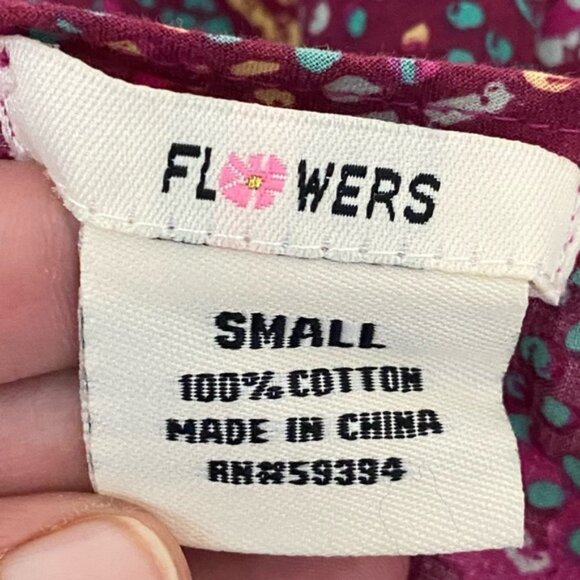 FLOWERS
SMALL
100% COTTON
MADE IN CHINA
RN#59394